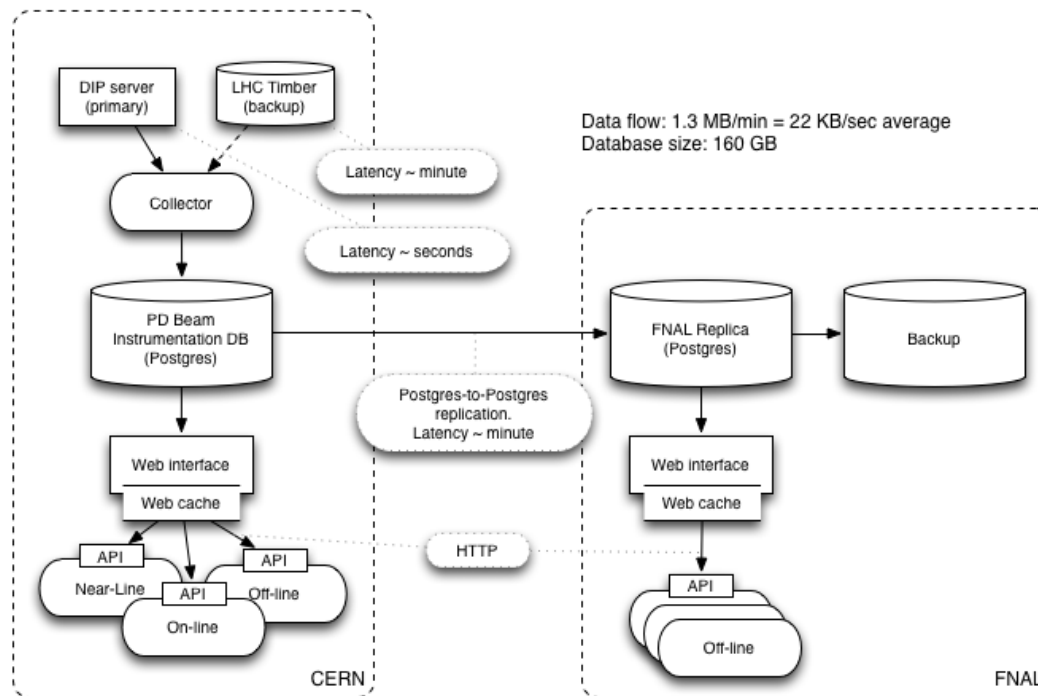 DIP server
(primary)
LHC Timber
(backup)
Data flow: 1.3 MB/min = 22 KB/sec average
Database size: 160 GB
Latency ~ minute
Collector
Latency ~ seconds
PD Beam
Instrumentation DB
(Postgres)
FNAL Replica
(Postgres)
Backup
Postgres-to-Postgres
replication.
Latency ~ minute
Web interface
Web cache
Web interface
Web cache
HTTP
API
Near-Line
API
Off-line
API
On-line
API
Off-line
CERN
FNAL